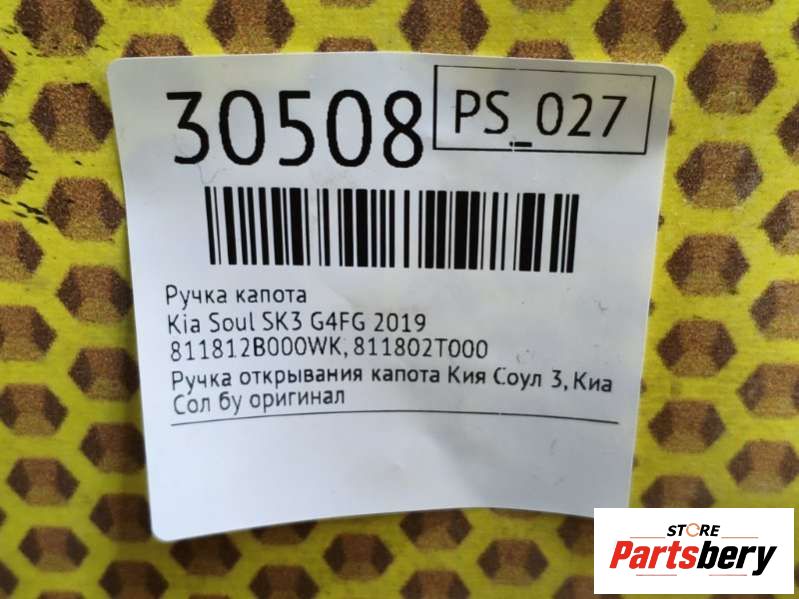 30508
PS_027
Ручка капота
Kia Soul SK3 G4FG 2019
811812B000WK, 811802T000
Ручка открывания капота Кия Соул 3, Киа
Сол бу оригинал
STORE
Partsbery